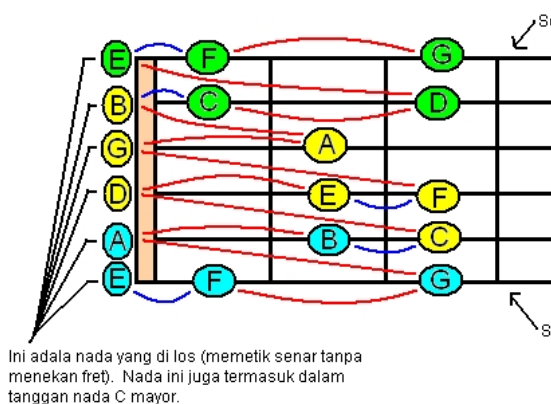 Se
E F G
B C D
G A
D E F
A B C
E F G
S
Ini adala nada yang di los (memetik senar tanpa
menekan fret). Nada ini juga termasuk dalam
tanggan nada C mayor.